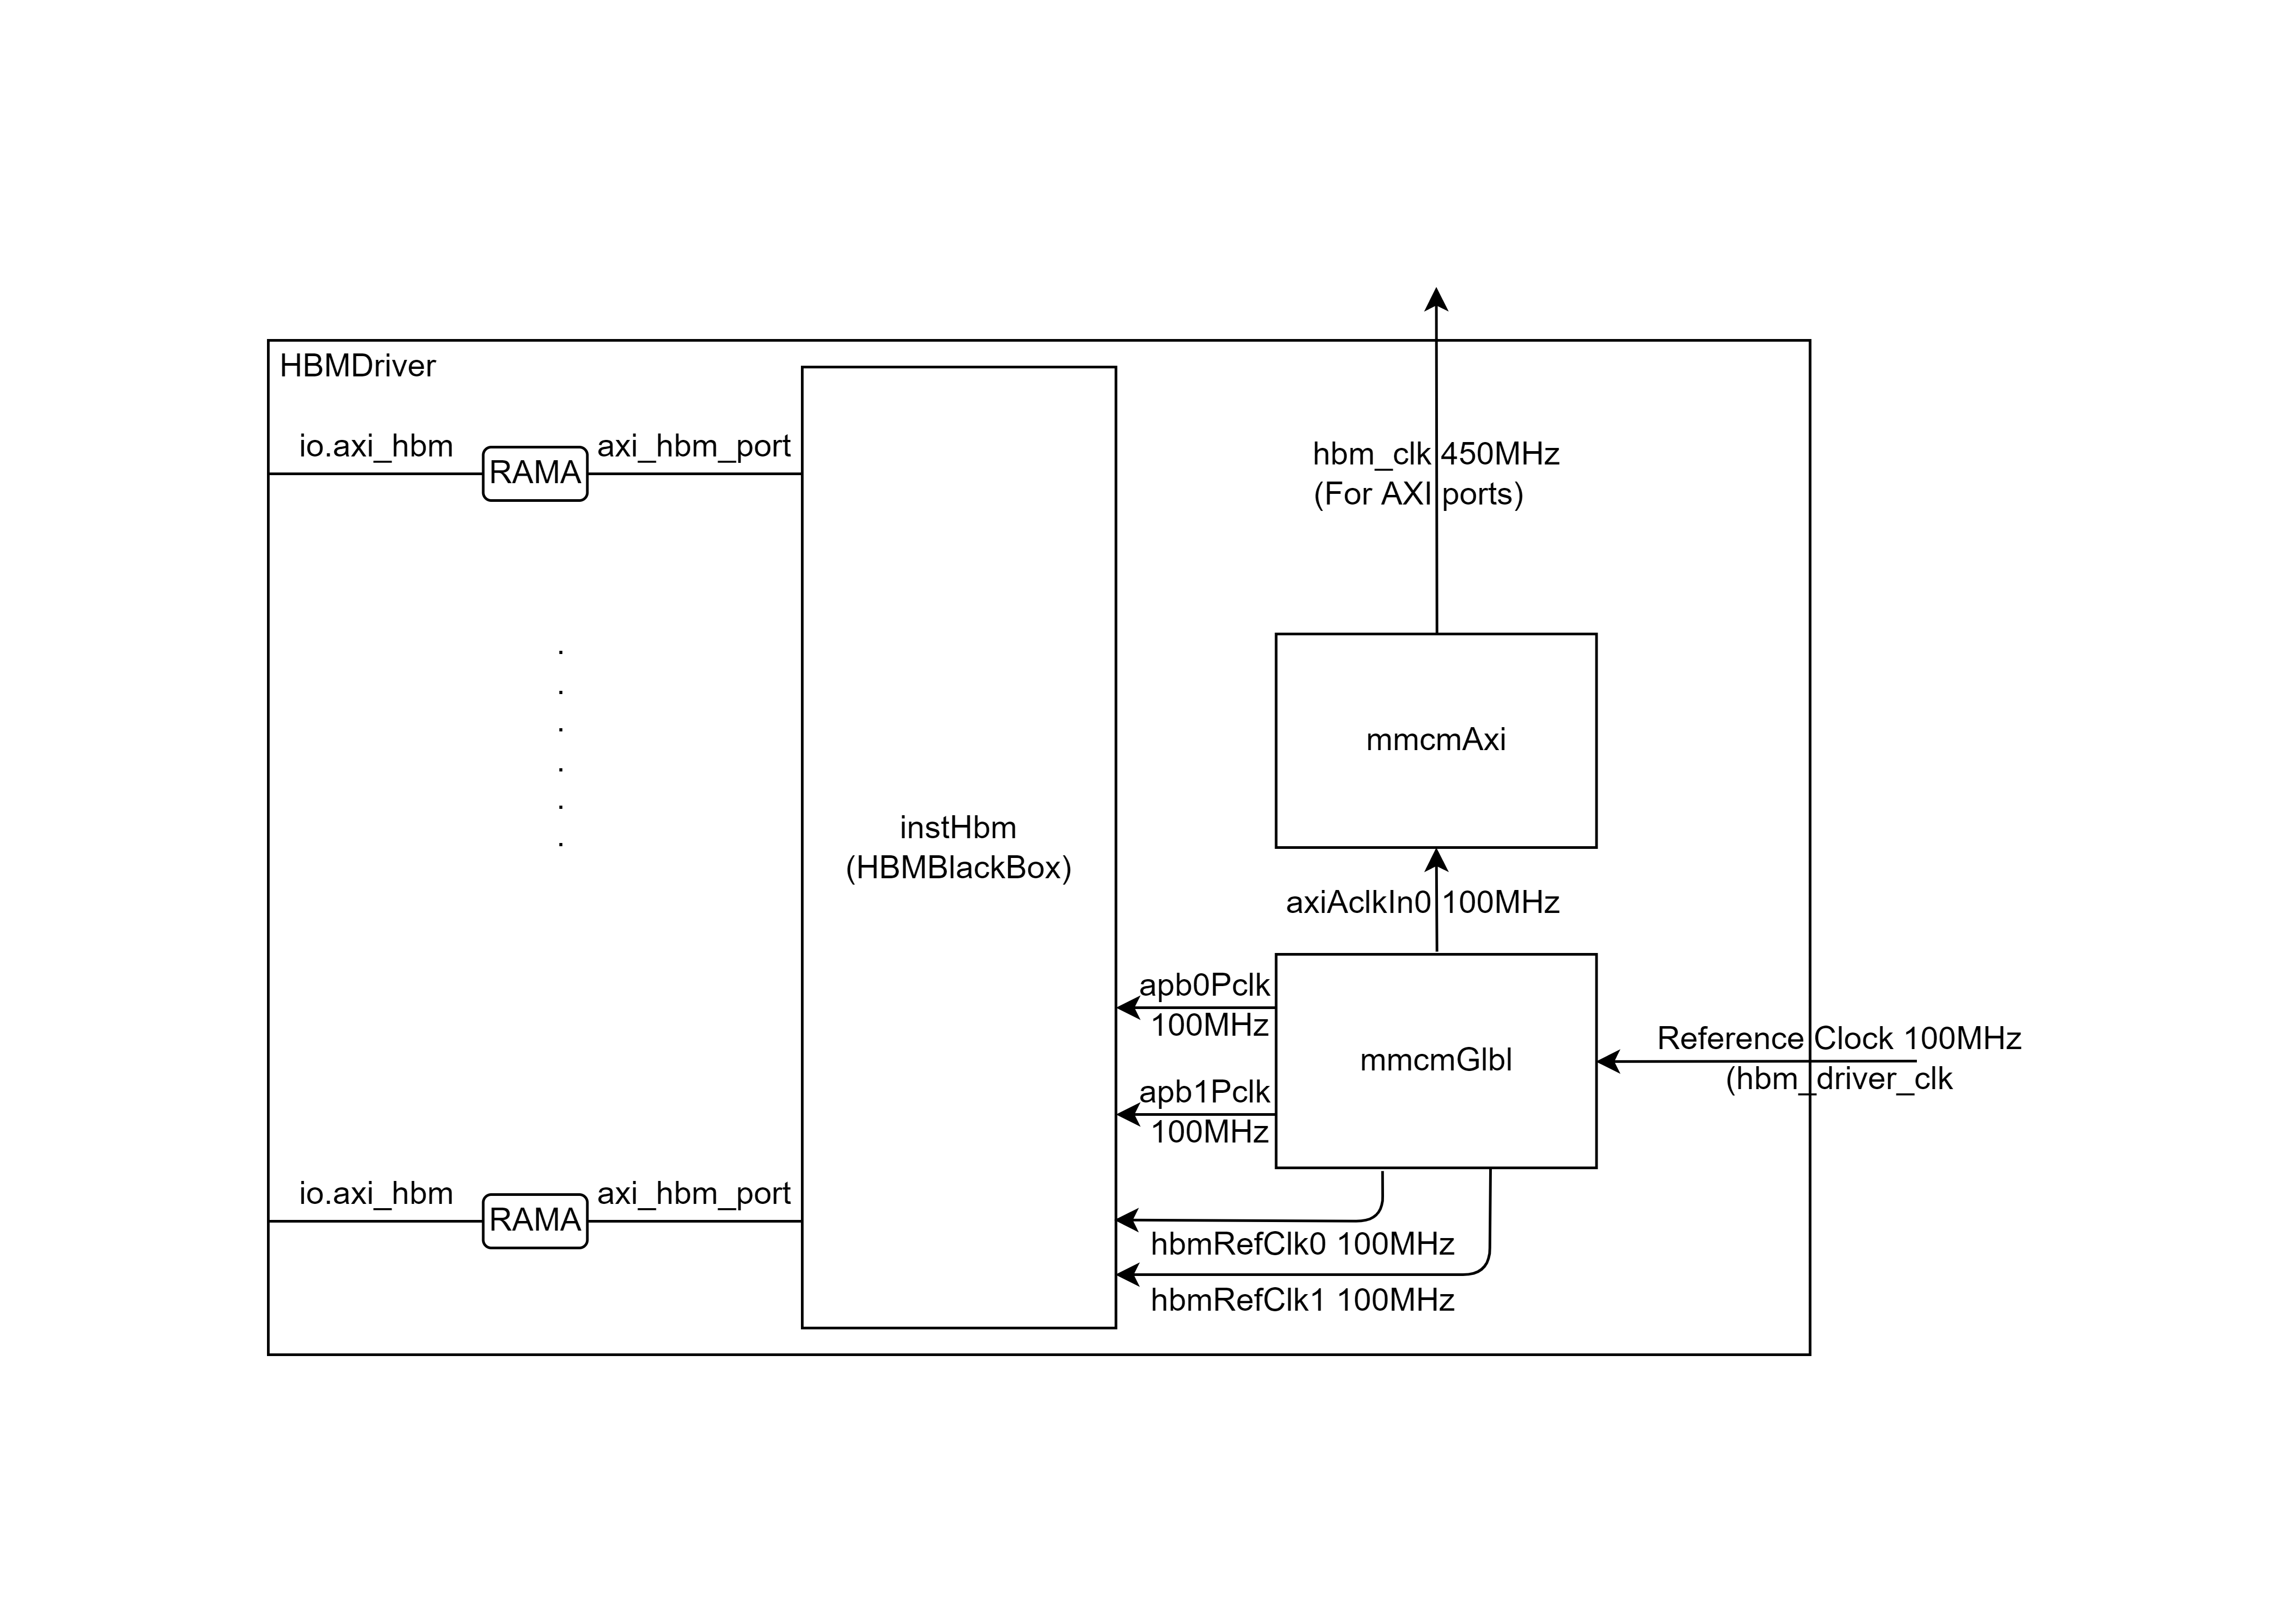 HBMDriver
io.axi_hbm
RAMA
axi_hbm_port
hbm_clk 450MHz
(For AXI ports)
.
.
.
.
.
.
mmcmAxi
instHbm
(HBMBlackBox)
axiAclkIn0 100MHz
apb0Pclk
100MHz
mmcmGlbl
Reference Clock 100MHz
(hbm_driver_clk
apb1Pclk
100MHz
io.axi_hbm
RAMA
axi_hbm_port
hbmRefClk0 100MHz
hbmRefClk1 100MHz